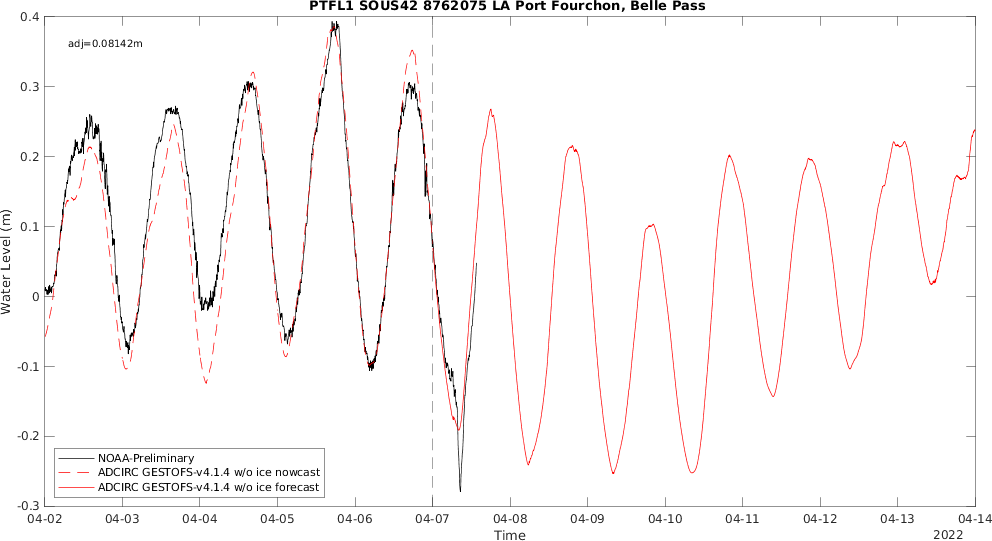 PTFL1 SOUS42 8762075 LA Port Fourchon, Belle Pass
adj=0.08142m
0.4
0.3
0.2
0.1
0
-0.1
-0.2
-0.3
Water Level (m)
NOAA-Preliminary
ADCIRC GESTOFS-v4.1.4 w/o ice nowcast
ADCIRC GESTOFS-v4.1.4 w/o ice forecast
04-02 04-03 04-04 04-05 04-06 04-07 04-08 04-09 04-10 04-11 04-12 04-13 04-14
Time
2022